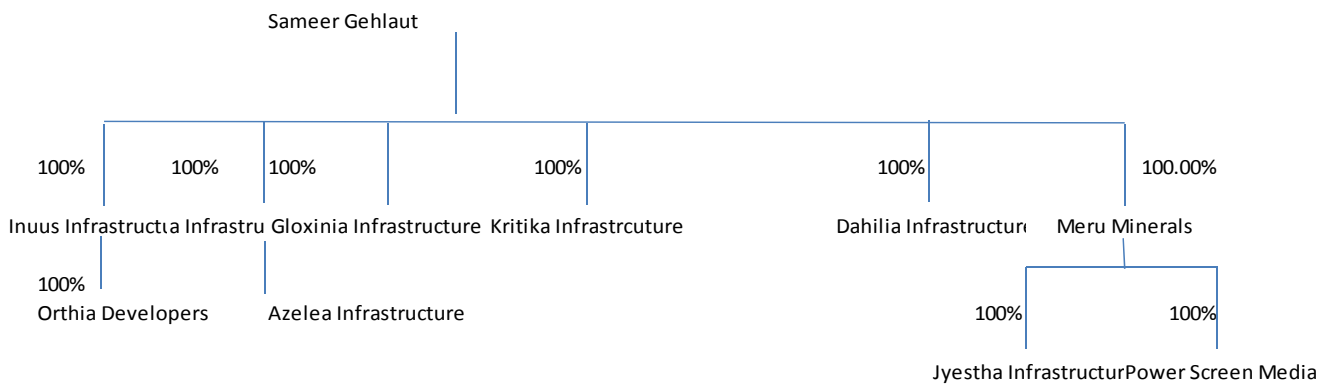 Sameer Gehlaut
100% 100% 100% 100% 100% 100.00%
Inuus Infrastructu a Infrastru Gloxinia Infrastructure Kritika Infrastrcuture Dahilia Infrastructure Meru Minerals
100%
Orthia Developers Azelea Infrastructure 100% 100%
Jyestha Infrastructur Power Screen Media